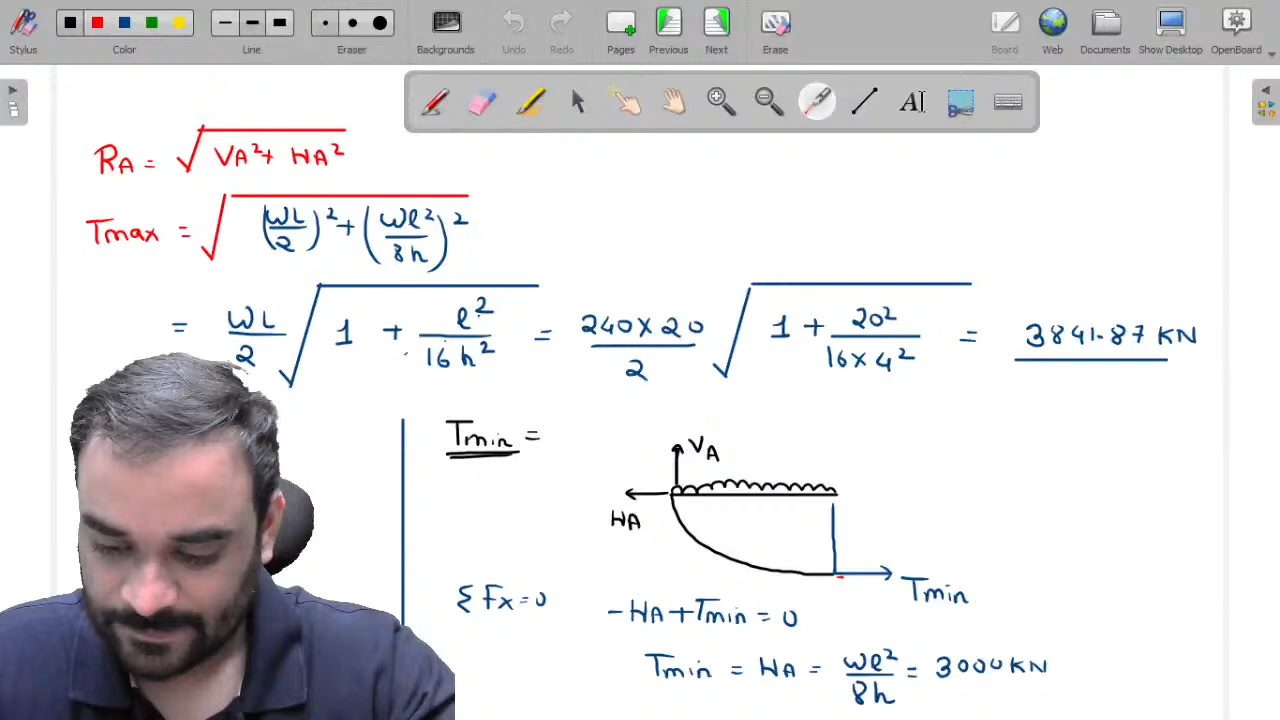 Stylus Color Line Eraser Backgrounds Undo Redo Pages Previous Next Erase Board Web Documents Show Desktop OpenBoard
AI
RA = √(VA² + HA²)
Tmax = √((WL/2)² + (Wl²/8h)²)
= WL/2 √(1 + l²/16h²) = 240×20/2 √(1 + 20²/16×4²) = 3841.87 KN
Tmin =
VA
HA
Tmin
ΣFx=0 -HA+Tmin = 0
Tmin = HA = wl²/8h = 3000KN